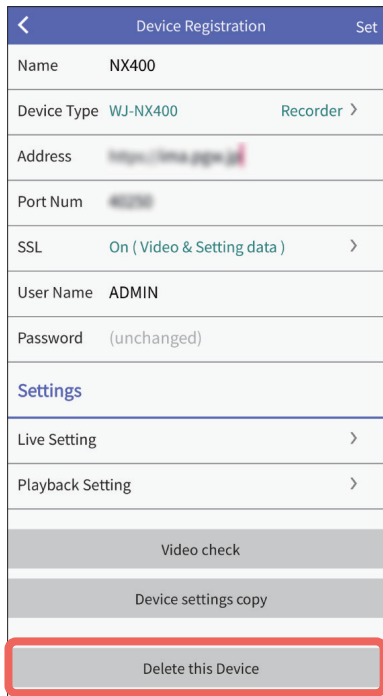 Device Registration Set
Name NX400
Device Type WJ-NX400 Recorder
Address
Port Num
SSL On ( Video & Setting data )
User Name ADMIN
Password (unchanged)
Settings
Live Setting
Playback Setting
Video check
Device settings copy
Delete this Device